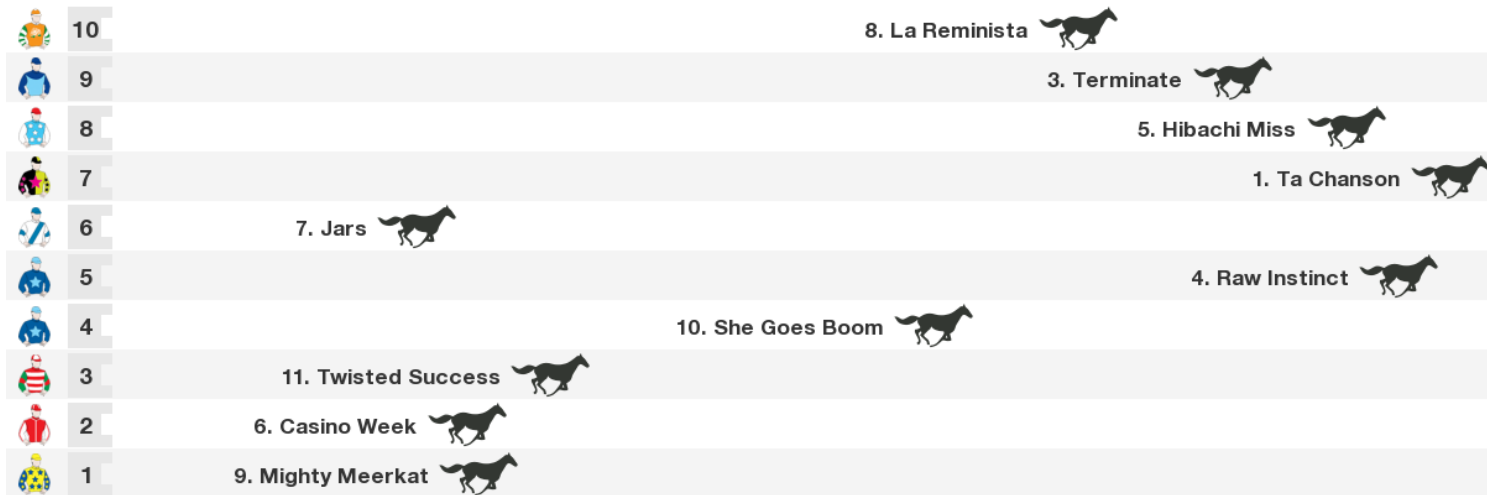 10 8. La Reminista
9 3. Terminate
8 5. Hibachi Miss
7 1. Ta Chanson
6 7. Jars
5 4. Raw Instinct
4 10. She Goes Boom
3 11. Twisted Success
2 6. Casino Week
1 9. Mighty Meerkat